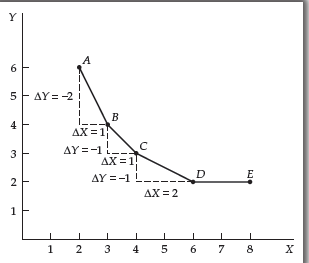 Y
A
6
5 ΔY = –2
B
4
ΔX = 1
ΔY = –1 C
3
ΔX = 1
ΔY = –1 D E
2
ΔX = 2
1
1 2 3 4 5 6 7 8 X